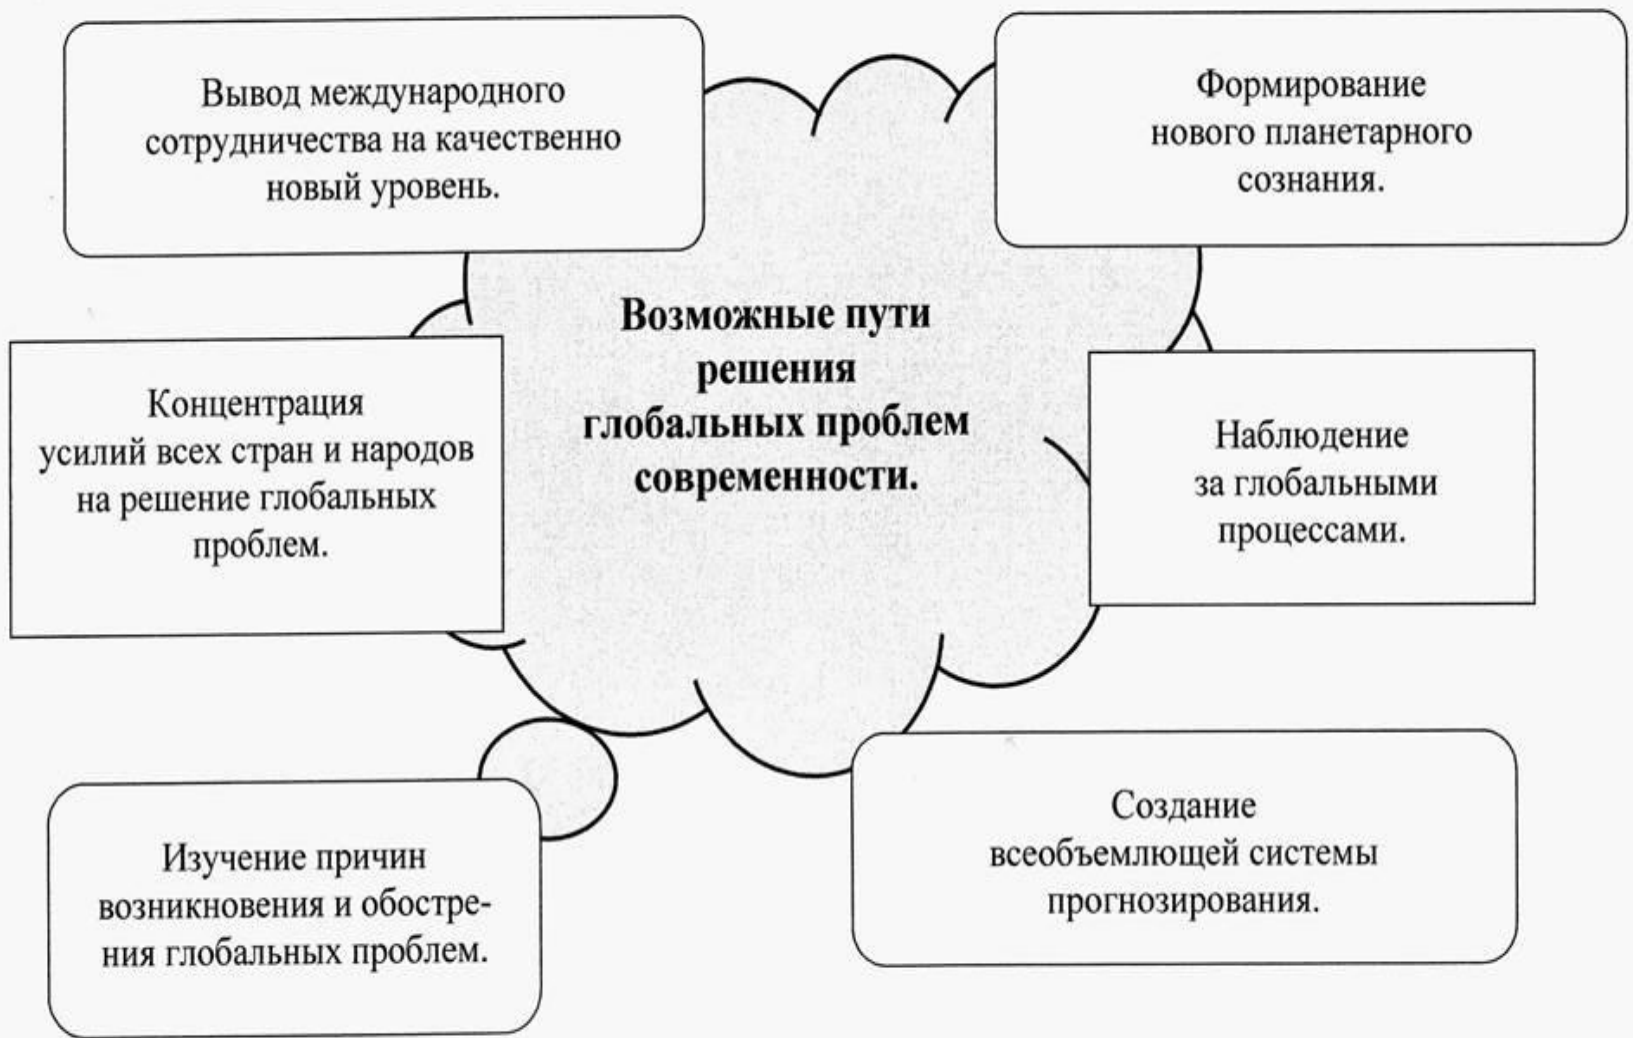 Вывод международного
сотрудничества на качественно
новый уровень.
Формирование
нового планетарного
сознания.
Возможные пути
решения
глобальных проблем
современности.
Концентрация
усилий всех стран и народов
на решение глобальных
проблем.
Наблюдение
за глобальными
процессами.
Изучение причин
возникновения и обостре-
ния глобальных проблем.
Создание
всеобъемлющей системы
прогнозирования.